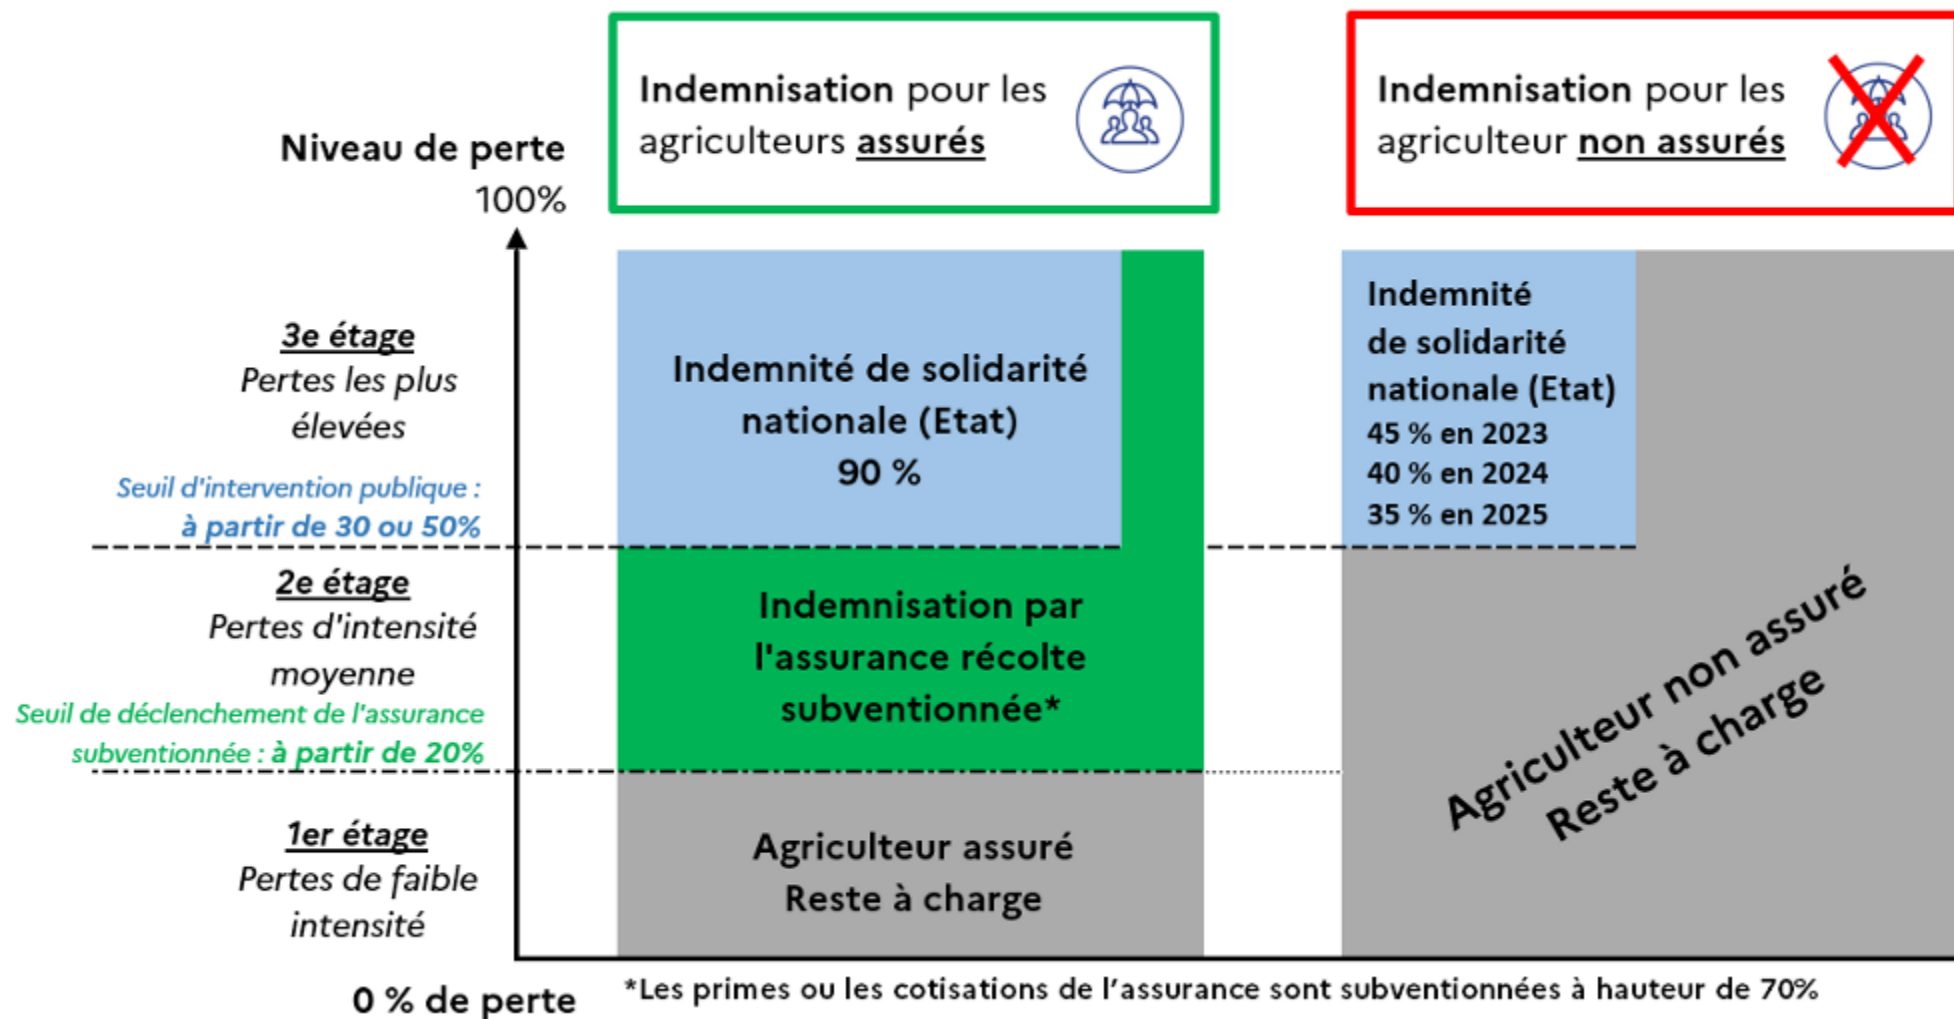 Indemnisation pour les
agriculteurs assurés
Indemnisation pour les
agriculteur non assurés
Niveau de perte
100%
3e étage
Pertes les plus
élevées
Seuil d'intervention publique :
à partir de 30 ou 50%
2e étage
Pertes d'intensité
moyenne
Seuil de déclenchement de l'assurance
subventionnée : à partir de 20%
1er étage
Pertes de faible
intensité
0 % de perte
Indemnité de solidarité
nationale (Etat)
90 %
Indemnisation par
l'assurance récolte
subventionnée*
Agriculteur assuré
Reste à charge
Indemnité
de solidarité
nationale (Etat)
45 % en 2023
40 % en 2024
35 % en 2025
Agriculteur non assuré
Reste à charge
*Les primes ou les cotisations de l’assurance sont subventionnées à hauteur de 70%